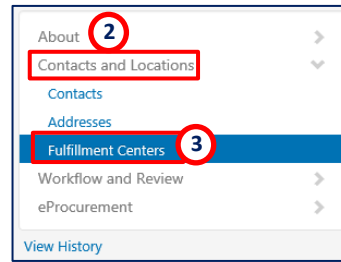 About 2
Contacts and Locations
Contacts
Addresses
Fulfillment Centers 3
Workflow and Review
eProcurement
View History